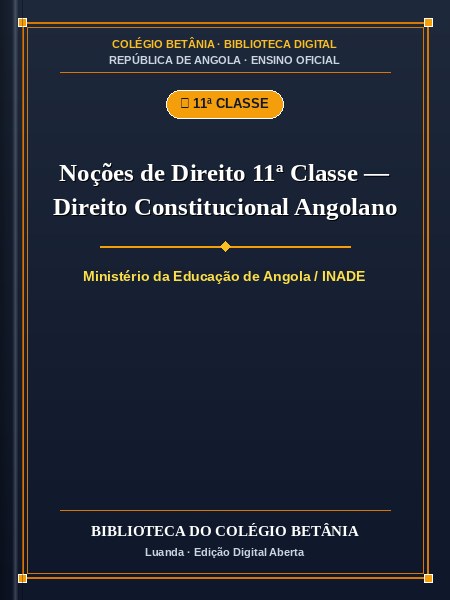 COLÉGIO BETÂNIA · BIBLIOTECA DIGITAL
REPÚBLICA DE ANGOLA · ENSINO OFICIAL
11ª CLASSE
Noções de Direito 11ª Classe —
Direito Constitucional Angolano
Ministério da Educação de Angola / INADE
BIBLIOTECA DO COLÉGIO BETÂNIA
Luanda · Edição Digital Aberta